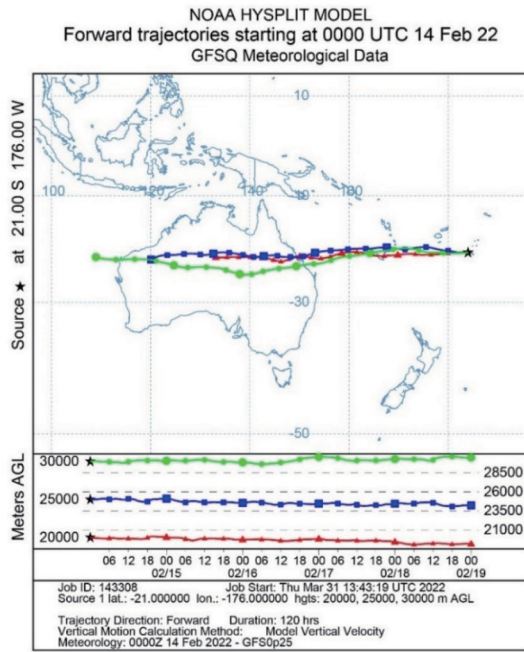 NOAA HYSPLIT MODEL
Forward trajectories starting at 0000 UTC 14 Feb 22
GFSQ Meteorological Data
Source ★ at 21.00 S 176.00 W
10
100 120 140 160
-30
-50
Meters AGL
30000
28500
26000
25000
23500
21000
20000
06 12 18 00 06 12 18 00 06 12 18 00 06 12 18 00 06 12 18 00
02/15 02/16 02/17 02/18 02/19
Job ID: 143308 Job Start: Thu Mar 31 13:43:19 UTC 2022
Source 1 lat.: -21.000000 lon.: -176.000000 hgts: 20000, 25000, 30000 m AGL
Trajectory Direction: Forward Duration: 120 hrs
Vertical Motion Calculation Method: Model Vertical Velocity
Meteorology: 0000Z 14 Feb 2022 - GFS0p25